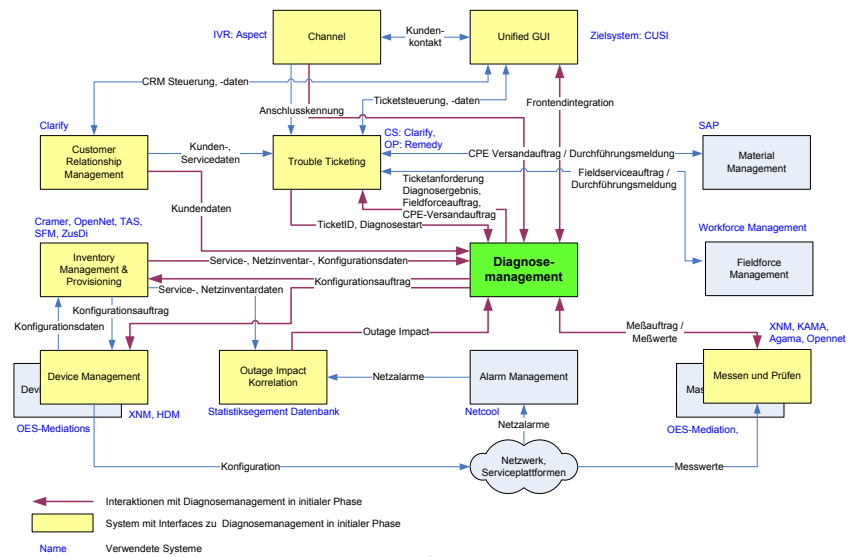 IVR: Aspect
Channel
Kunden-
kontakt
Unified GUI
Zielsystem: CUSI
CRM Steuerung, -daten
Ticketsteuerung, -daten
Frontendintegration
Anschlusskennung
Clarify
CS: Clarify,
OP: Remedy
SAP
Customer
Relationship
Management
Kunden-,
Servicedaten
Trouble Ticketing
CPE Versandauftrag / Durchführungsmeldung
Material
Management
Fieldserviceauftrag /
Durchführungsmeldung
Ticketanforderung
Diagnosergebnis,
Fieldforceauftrag,
CPE-Versandauftrag
Kundendaten
TicketID, Diagnosestart
Cramer, OpenNet, TAS,
SFM, ZusDi
Workforce Management
Inventory
Management &
Provisioning
Service-, Netzinventar-, Konfigurationsdaten
Diagnose-
management
Fieldforce
Management
Service-, Netzinventardaten
Konfigurationsauftrag
Konfigurationsauftrag
Konfigurationsdaten
Outage Impact
Meßauftrag /
Meßwerte
XNM, KAMA,
Agama, Opennet
Devi
Device Management
Outage Impact
Korrelation
Netzalarme
Alarm Management
Mas
Messen und Prüfen
XNM, HDM
Statistiksegement Datenbank
Netcool
OES-Mediations
OES-Mediation,
Netzalarme
Konfiguration
Netzwerk,
Serviceplattformen
Messwerte
Interaktionen mit Diagnosemanagement in initialer Phase
System mit Interfaces zu Diagnosemanagement in initialer Phase
Name
Verwendete Systeme